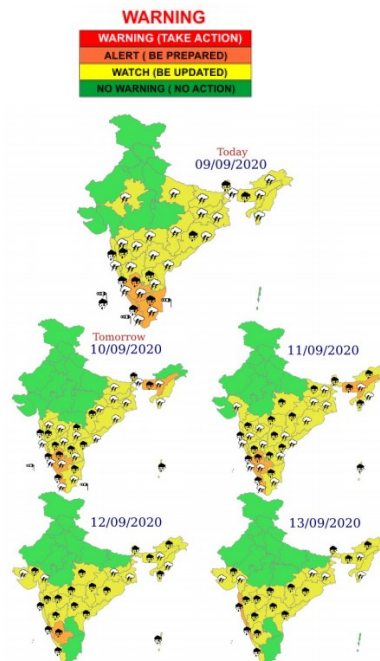 WARNING
WARNING (TAKE ACTION)
ALERT ( BE PREPARED)
WATCH (BE UPDATED)
NO WARNING ( NO ACTION)
Today
09/09/2020
Tomorrow
10/09/2020
11/09/2020
12/09/2020
13/09/2020